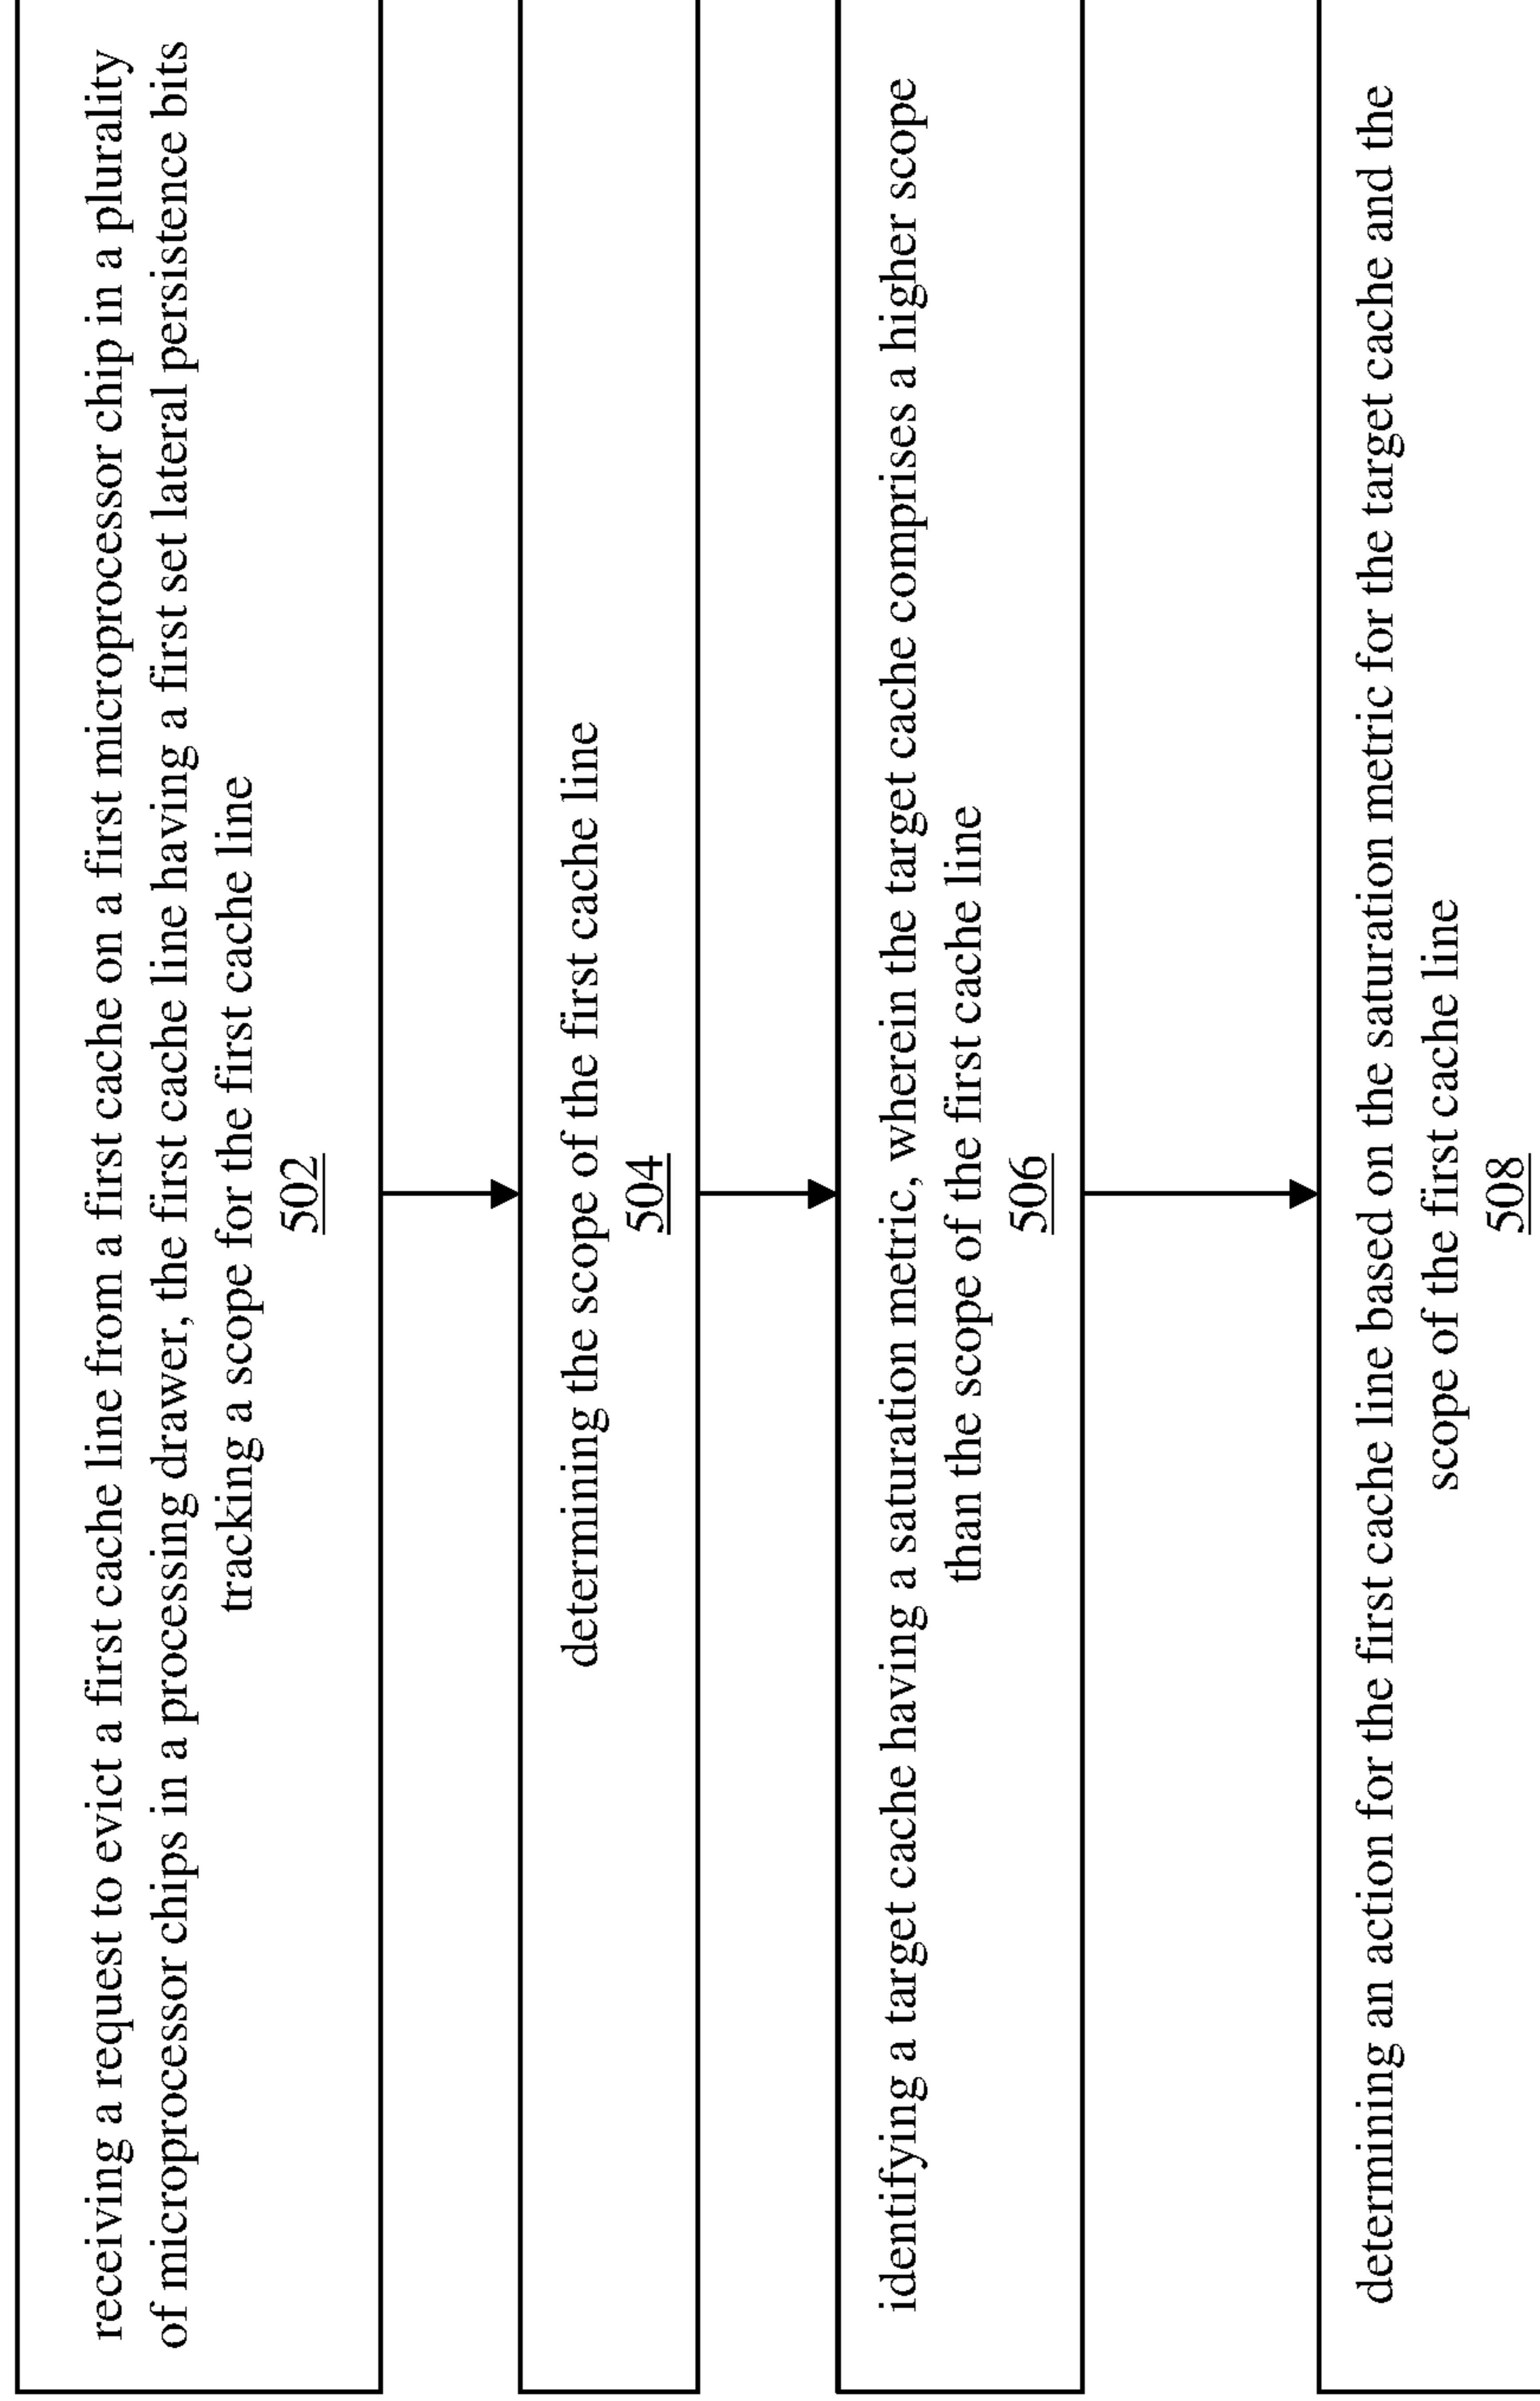 receiving a request to evict a first cache line from a first cache on a first microprocessor chip in a plurality
of microprocessor chips in a processing drawer, the first cache line having a first set lateral persistence bits
tracking a scope for the first cache line
502
determining the scope of the first cache line
504
identifying a target cache having a saturation metric, wherein the target cache comprises a higher scope
than the scope of the first cache line
506
determining an action for the first cache line based on the saturation metric for the target cache and the
scope of the first cache line
508